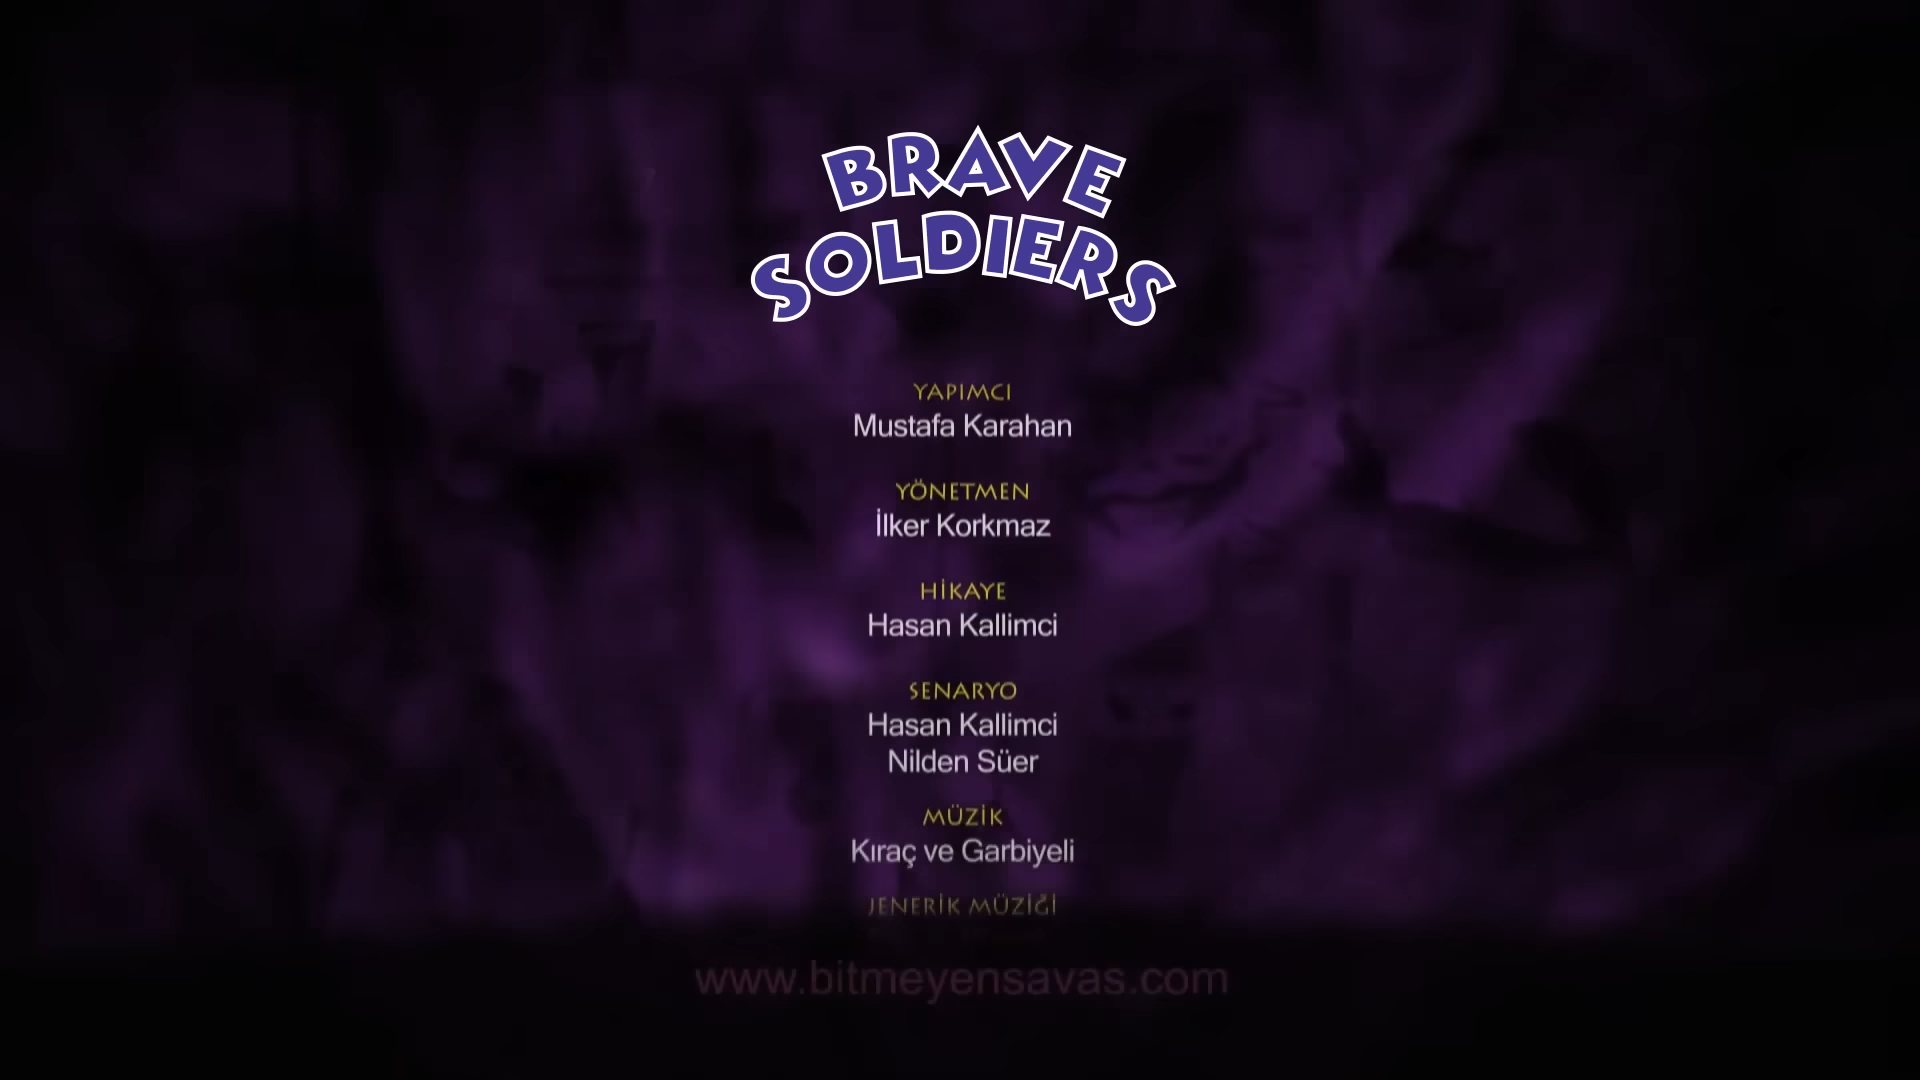 BRAVE
SOLDIERS
YAPIMCI
Mustafa Karahan
YÖNETMEN
İlker Korkmaz
HİKAYE
Hasan Kallimci
SENARYO
Hasan Kallimci
Nilden Süer
MÜZİK
Kıraç ve Garbiyeli
JENERİK MÜZİĞİ
www.bitmeyensavas.com